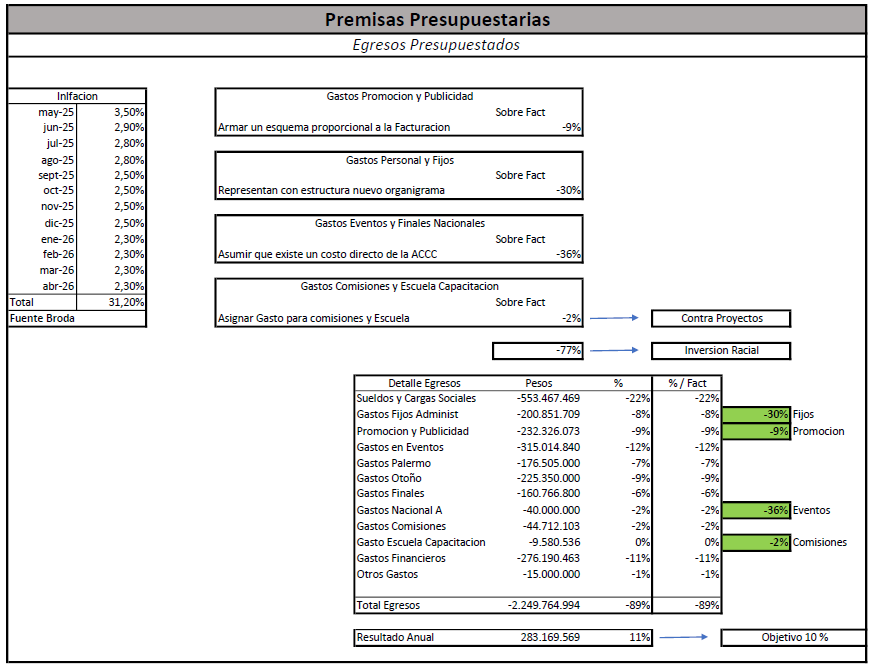 Premisas Presupuestarias
Egresos Presupuestados
Inlfacion
may-25 3,50%
jun-25 2,90%
jul-25 2,80%
ago-25 2,80%
sept-25 2,50%
oct-25 2,50%
nov-25 2,50%
dic-25 2,50%
ene-26 2,30%
feb-26 2,30%
mar-26 2,30%
abr-26 2,30%
Total 31,20%
Fuente Broda
Gastos Promocion y Publicidad
Sobre Fact
Armar un esquema proporcional a la Facturacion -9%
Gastos Personal y Fijos
Sobre Fact
Representan con estructura nuevo organigrama -30%
Gastos Eventos y Finales Nacionales
Sobre Fact
Asumir que existe un costo directo de la ACCC -36%
Gastos Comisiones y Escuela Capacitacion
Sobre Fact
Asignar Gasto para comisiones y Escuela -2% Contra Proyectos
-77% Inversion Racial
Detalle Egresos Pesos % % / Fact
Sueldos y Cargas Sociales -553.467.469 -22% -22%
Gastos Fijos Administ -200.851.709 -8% -8% -30% Fijos
Promocion y Publicidad -232.326.073 -9% -9% -9% Promocion
Gastos en Eventos -315.014.840 -12% -12%
Gastos Palermo -176.505.000 -7% -7%
Gastos Otoño -225.350.000 -9% -9%
Gastos Finales -160.766.800 -6% -6%
Gastos Nacional A -40.000.000 -2% -2% -36% Eventos
Gastos Comisiones -44.712.103 -2% -2%
Gasto Escuela Capacitacion -9.580.536 0% 0% -2% Comisiones
Gastos Financieros -276.190.463 -11% -11%
Otros Gastos -15.000.000 -1% -1%
Total Egresos -2.249.764.994 -89% -89%
Resultado Anual 283.169.569 11% Objetivo 10 %